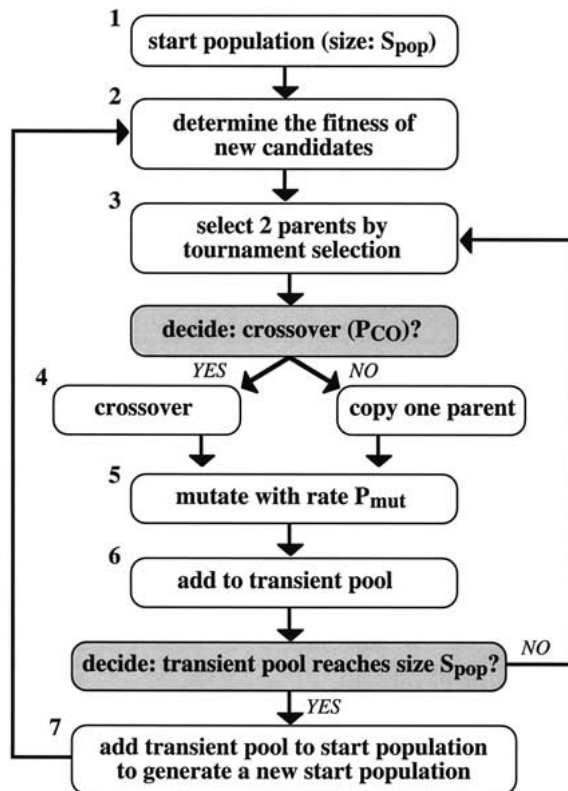 1
start population (size: Spop)
2
determine the fitness of
new candidates
3
select 2 parents by
tournament selection
decide: crossover (PCO)?
YES
NO
4
crossover
copy one parent
5
mutate with rate Pmut
6
add to transient pool
decide: transient pool reaches size Spop?
NO
YES
7
add transient pool to start population
to generate a new start population